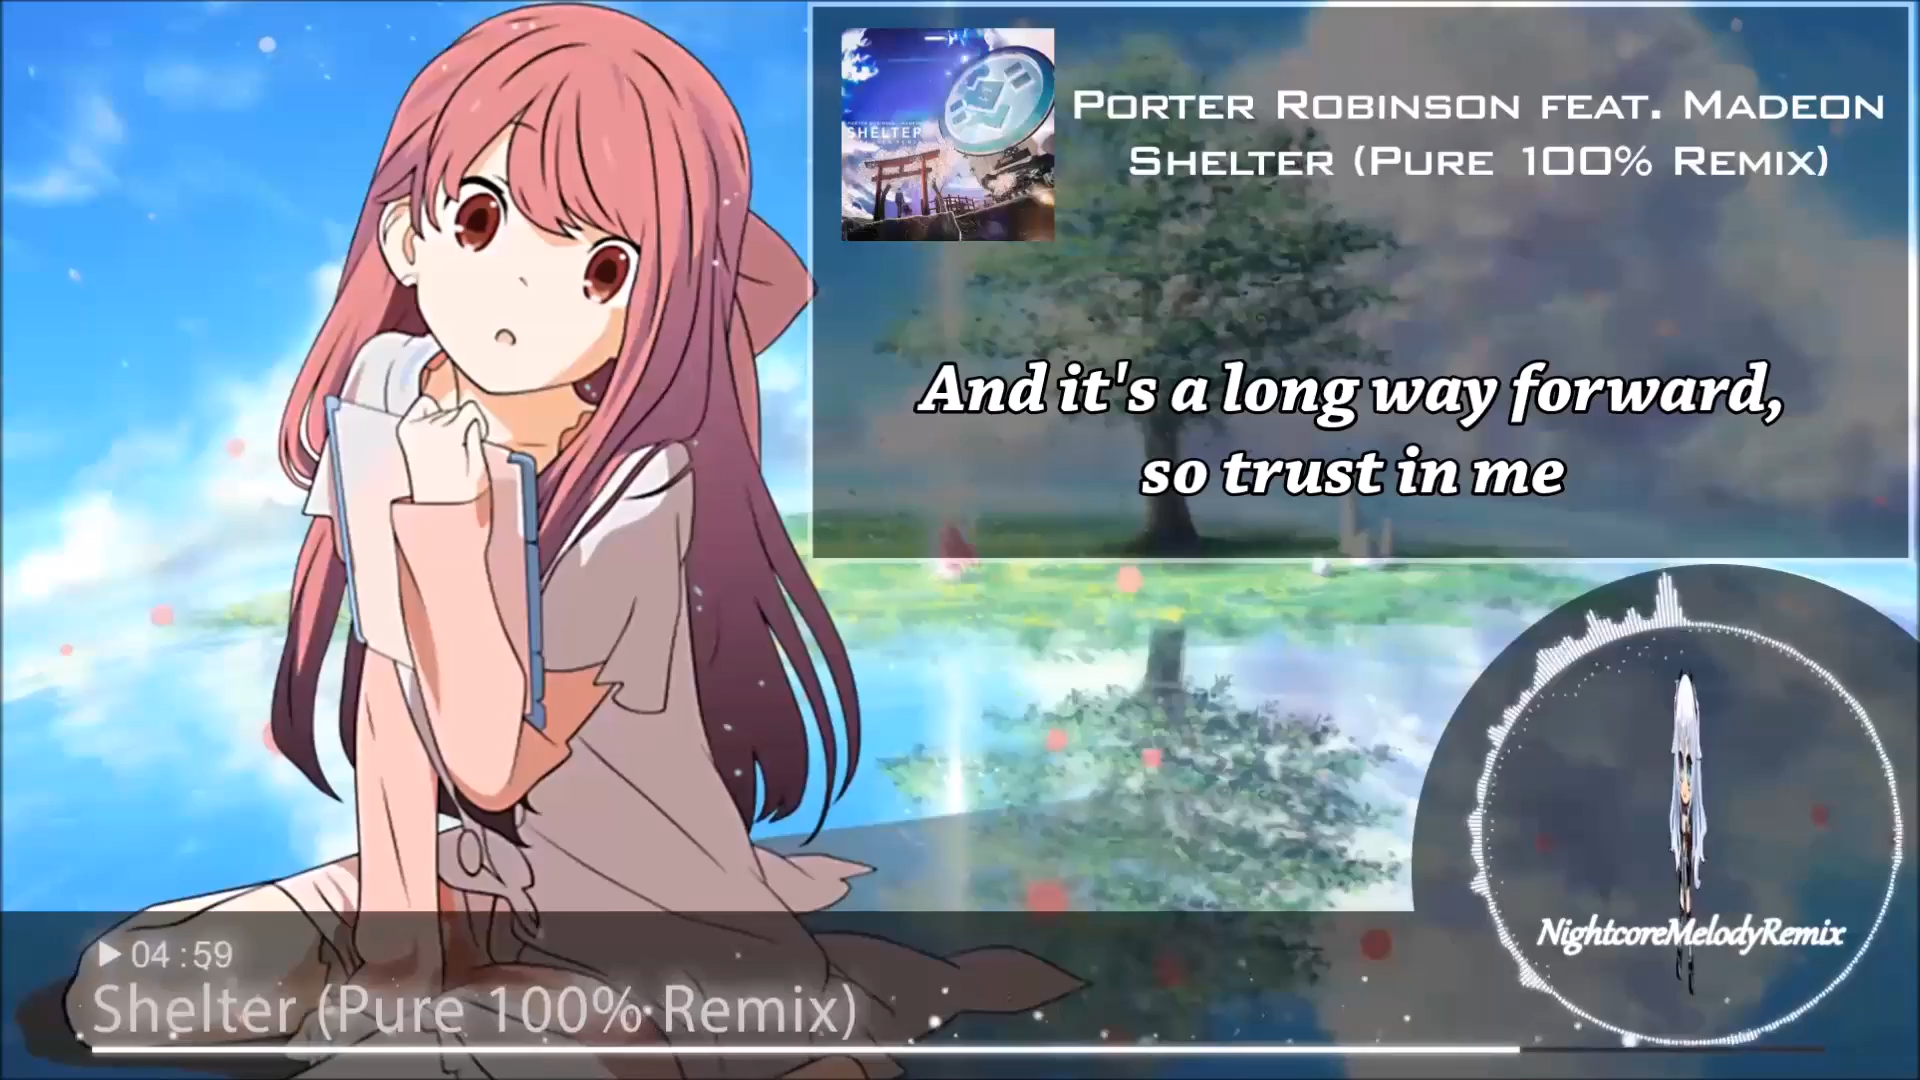 SHELTER
PORTER ROBINSON FEAT. MADEON
SHELTER (PURE 100% REMIX)
And it's a long way forward,
so trust in me
NightcoreMelodyRemix
04:59
Shelter (Pure 100% Remix)